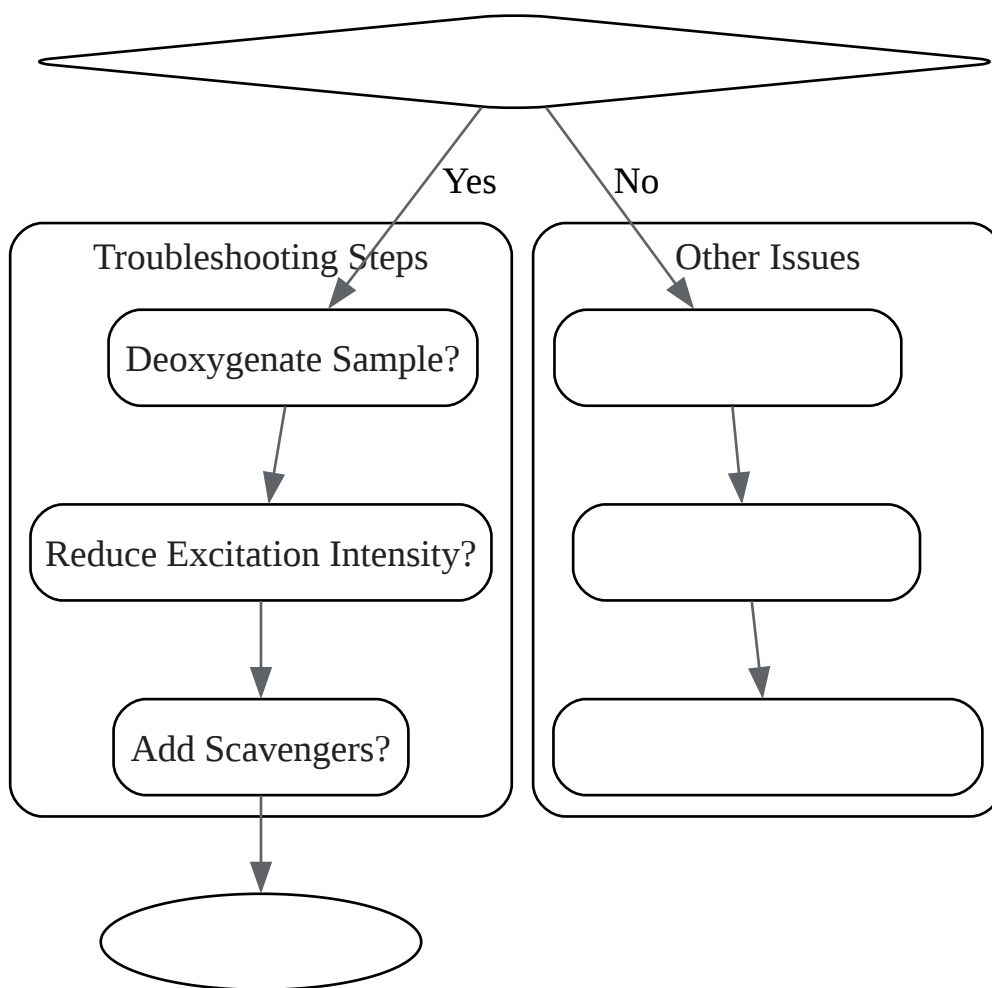 Yes
No
Troubleshooting Steps
Other Issues
Deoxygenate Sample?
Reduce Excitation Intensity?
Add Scavengers?